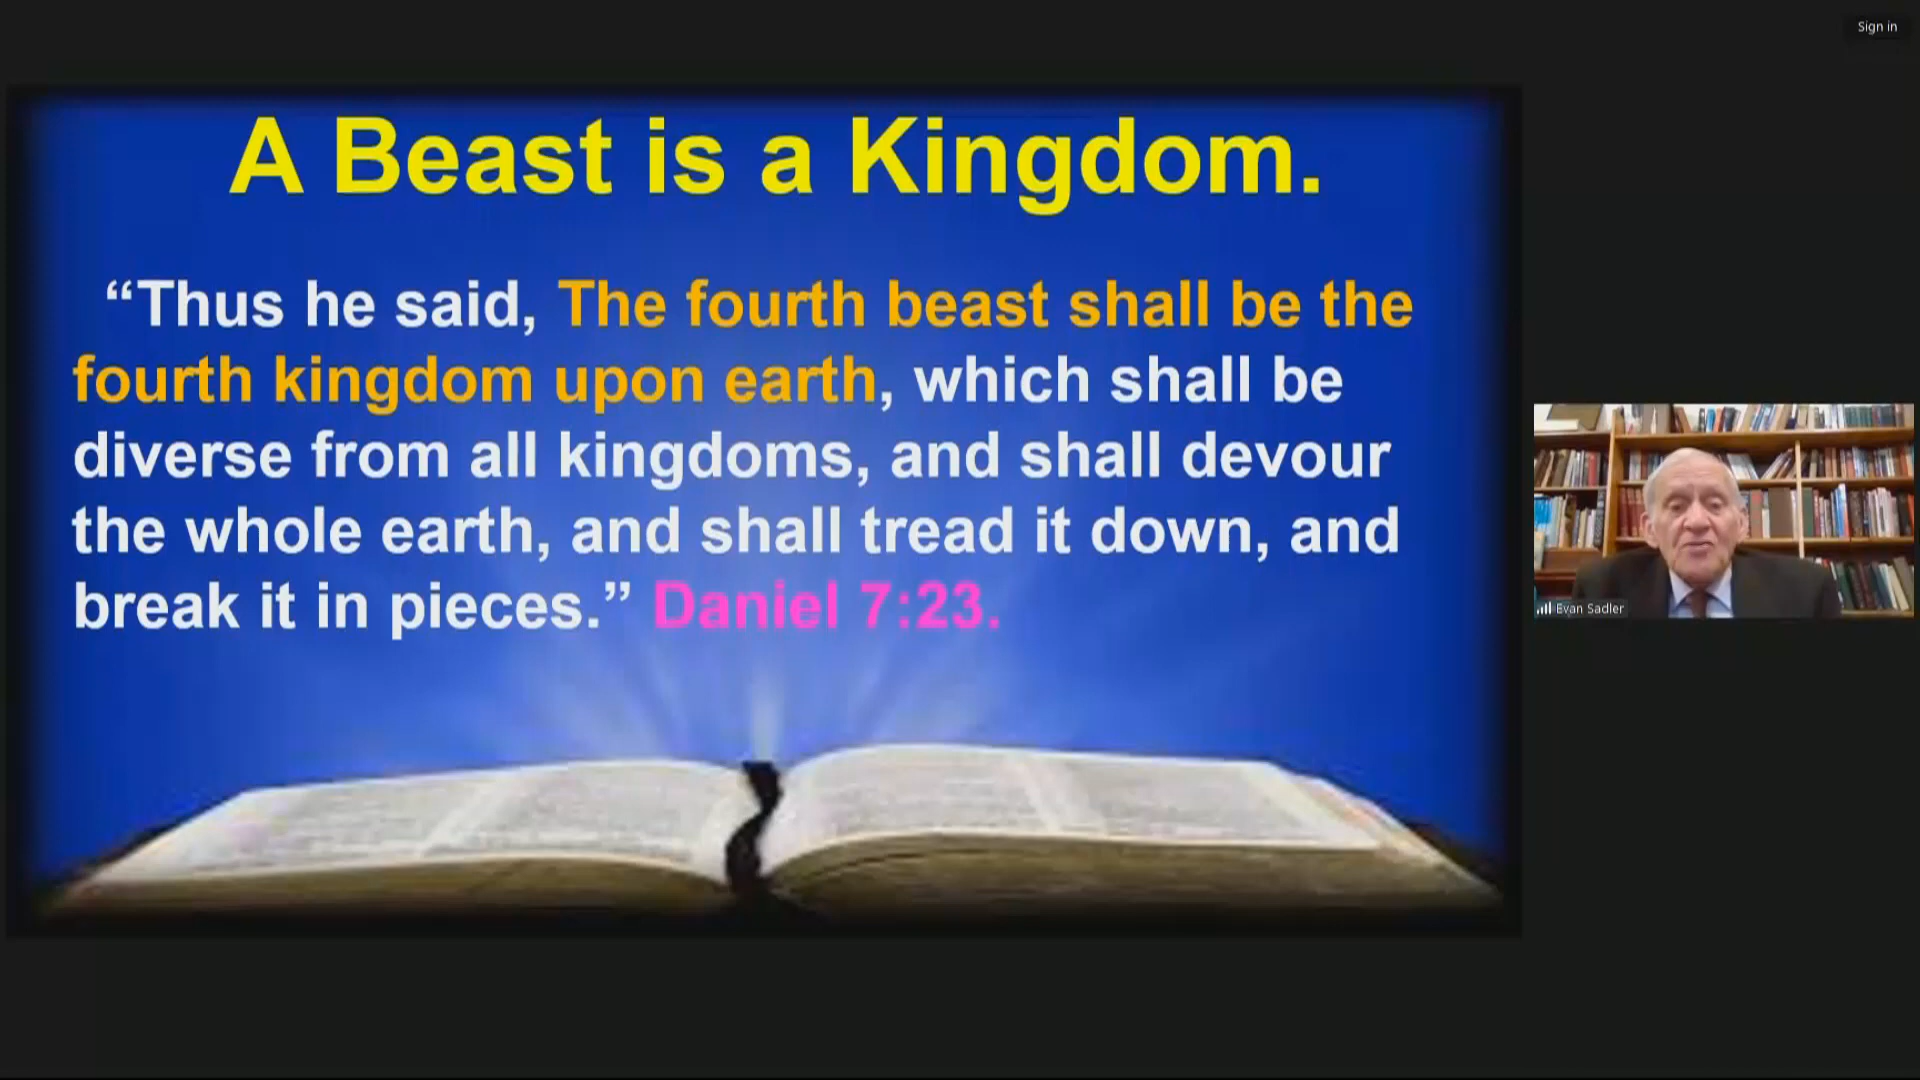 Sign in
A Beast is a Kingdom.
“Thus he said, The fourth beast shall be the
fourth kingdom upon earth, which shall be
diverse from all kingdoms, and shall devour
the whole earth, and shall tread it down, and
break it in pieces.” Daniel 7:23.
Evan Sadler